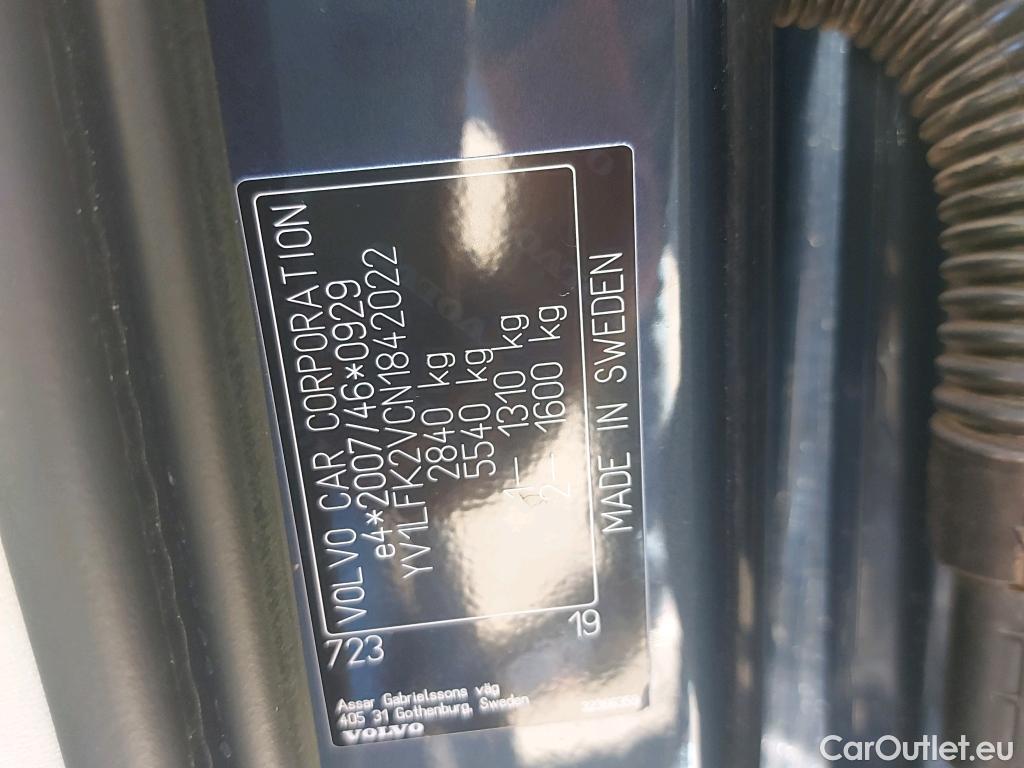 VOLVO CAR CORPORATION
e4*2007/46*0929
YV1LFK2VCN1842022
2840 kg
5540 kg
1– 1310 kg
2– 1600 kg
723
19
MADE IN SWEDEN
Assar Gabrielssons väg
405 31 Gothenburg, Sweden
VOLVO
CarOutlet.eu